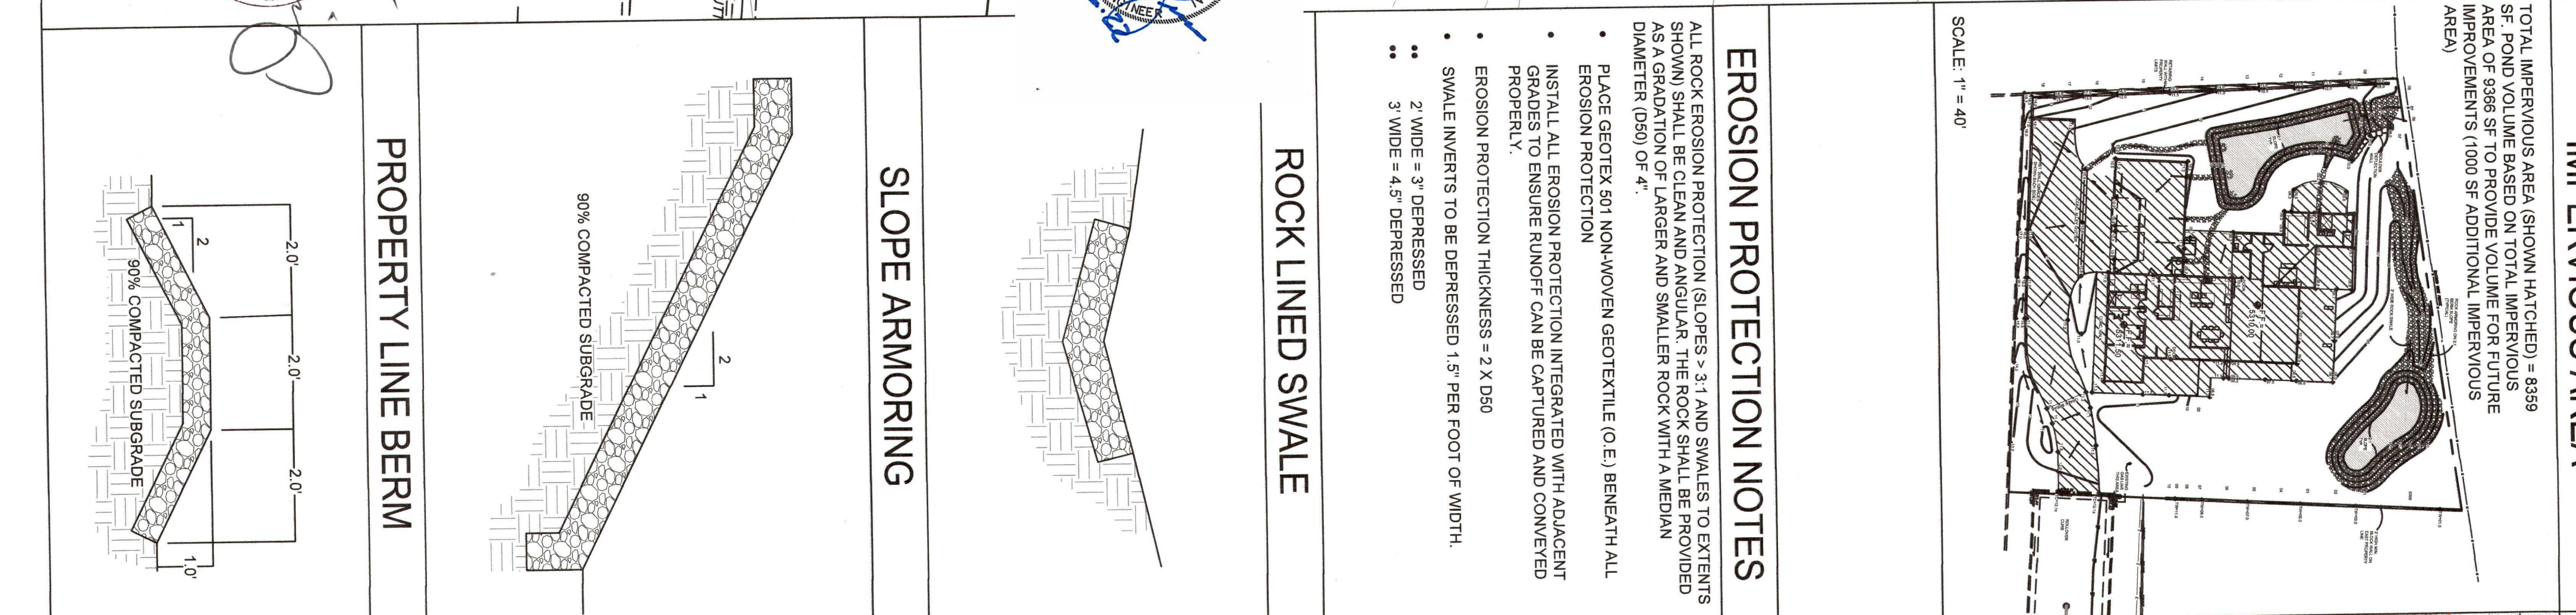 IMPERVIOUS AREA
TOTAL IMPERVIOUS AREA (SHOWN HATCHED) = 8359
SF. POND VOLUME BASED ON TOTAL IMPERVIOUS
AREA OF 9366 SF TO PROVIDE VOLUME FOR FUTURE
IMPROVEMENTS (1000 SF ADDITIONAL IMPERVIOUS
AREA)
SCALE: 1" = 40'
EROSION PROTECTION NOTES
ALL ROCK EROSION PROTECTION (SLOPES > 3:1 AND SWALES TO EXTENTS
SHOWN) SHALL BE CLEAN AND ANGULAR. THE ROCK SHALL BE PROVIDED
AS A GRADATION OF LARGER AND SMALLER ROCK WITH A MEDIAN
DIAMETER (D50) OF 4".
• PLACE GEOTEX 501 NON-WOVEN GEOTEXTILE (O.E.) BENEATH ALL
EROSION PROTECTION
• INSTALL ALL EROSION PROTECTION INTEGRATED WITH ADJACENT
GRADES TO ENSURE RUNOFF CAN BE CAPTURED AND CONVEYED
PROPERLY.
• EROSION PROTECTION THICKNESS = 2 X D50
• SWALE INVERTS TO BE DEPRESSED 1.5" PER FOOT OF WIDTH.
•• 2' WIDE = 3" DEPRESSED
•• 3' WIDE = 4.5" DEPRESSED
ROCK LINED SWALE
NEER
SLOPE ARMORING
2
1
90% COMPACTED SUBGRADE
PROPERTY LINE BERM
2.0'
2.0'
2.0'
2
1
1.0'
90% COMPACTED SUBGRADE